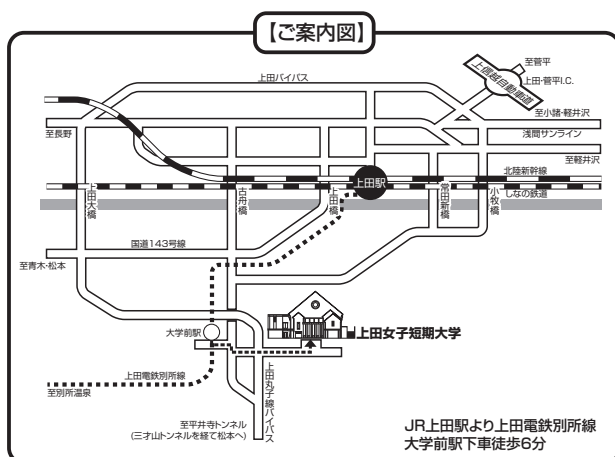 【ご案内図】
至菅平
上信越自動車道
上田・菅平I.C.
上田バイパス
至小諸・軽井沢
至長野
浅間サンライン
至軽井沢
北陸新幹線
上田駅
しなの鉄道
上田大橋
古舟橋
上田橋
常田新橋
小牧橋
国道143号線
至青木・松本
大学前駅
上田女子短期大学
上田電鉄別所線
至別所温泉
上田丸子線バイパス
至平井寺トンネル
(三才山トンネルを経て松本へ)
JR上田駅より上田電鉄別所線
大学前駅下車徒歩6分